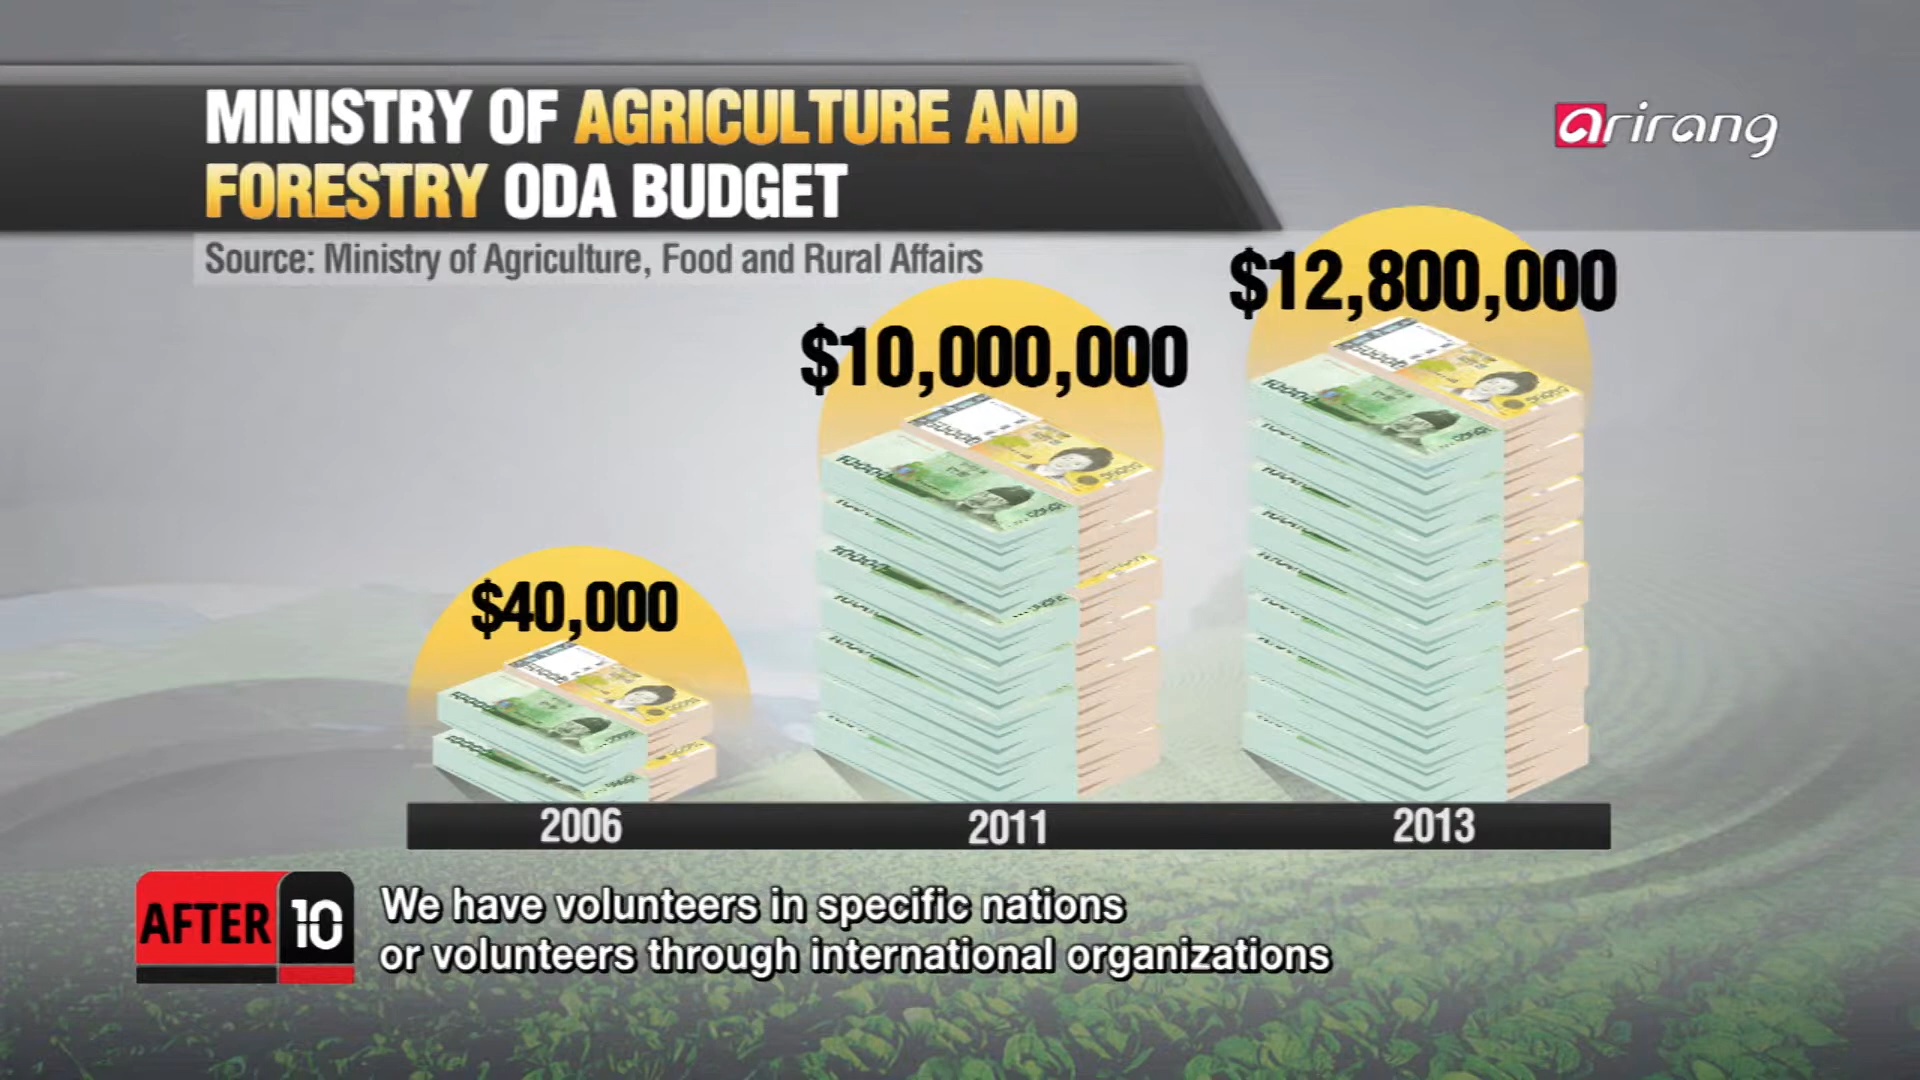 MINISTRY OF AGRICULTURE AND
FORESTRY ODA BUDGET
Source: Ministry of Agriculture, Food and Rural Affairs
arirang
$40,000
$10,000,000
$12,800,000
2006
2011
2013
AFTER 10
We have volunteers in specific nations
or volunteers through international organizations